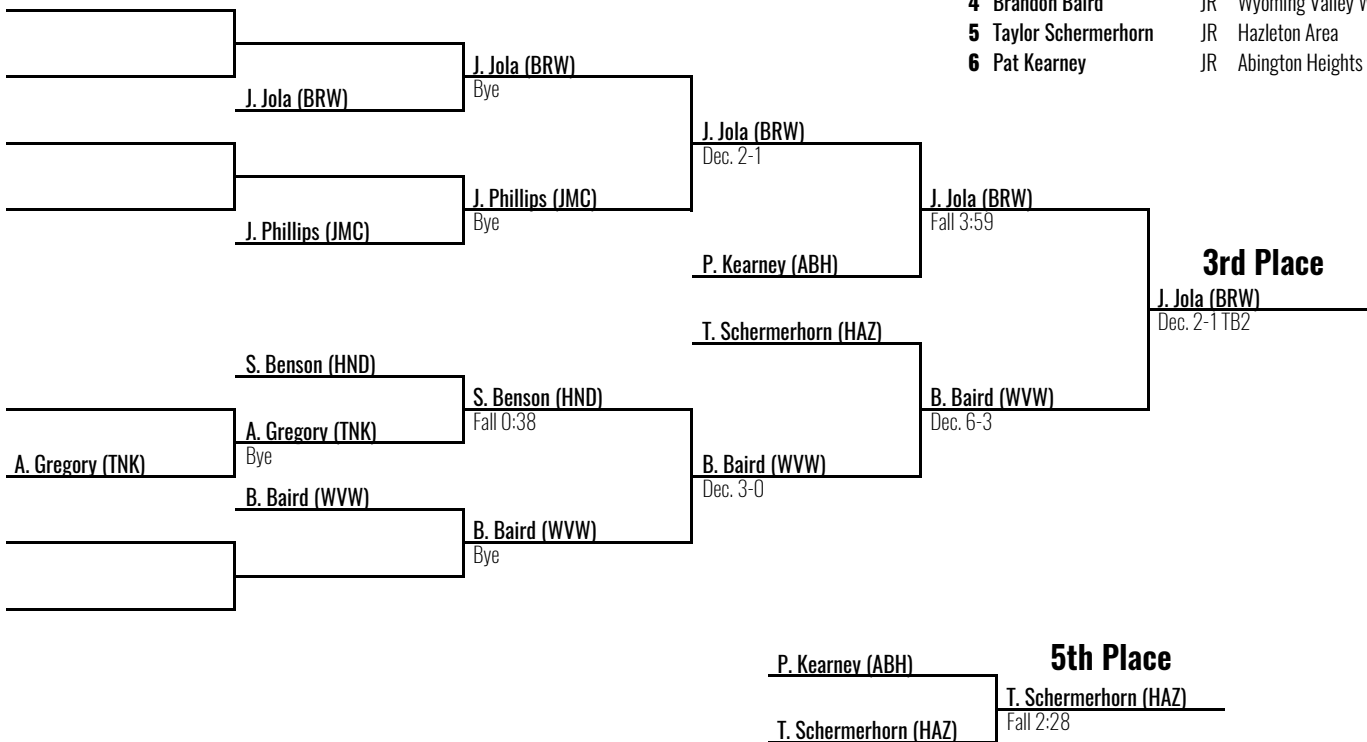 4 Brandon Baird JR Wyoming Valley
5 Taylor Schermerhorn JR Hazleton Area
6 Pat Kearney JR Abington Heights
J. Jola (BRW)
Bye
J. Jola (BRW)
J. Jola (BRW)
Dec. 2-1
J. Phillips (JMC)
Bye
J. Jola (BRW)
Fall 3:59
J. Phillips (JMC)
P. Kearney (ABH)
3rd Place
J. Jola (BRW)
Dec. 2-1 TB2
T. Schermerhorn (HAZ)
S. Benson (HND)
S. Benson (HND)
Fall 0:38
B. Baird (WVW)
Dec. 6-3
A. Gregory (TNK)
Bye
A. Gregory (TNK)
B. Baird (WVW)
Dec. 3-0
B. Baird (WVW)
B. Baird (WVW)
Bye
5th Place
P. Kearney (ABH)
T. Schermerhorn (HAZ)
Fall 2:28
T. Schermerhorn (HAZ)